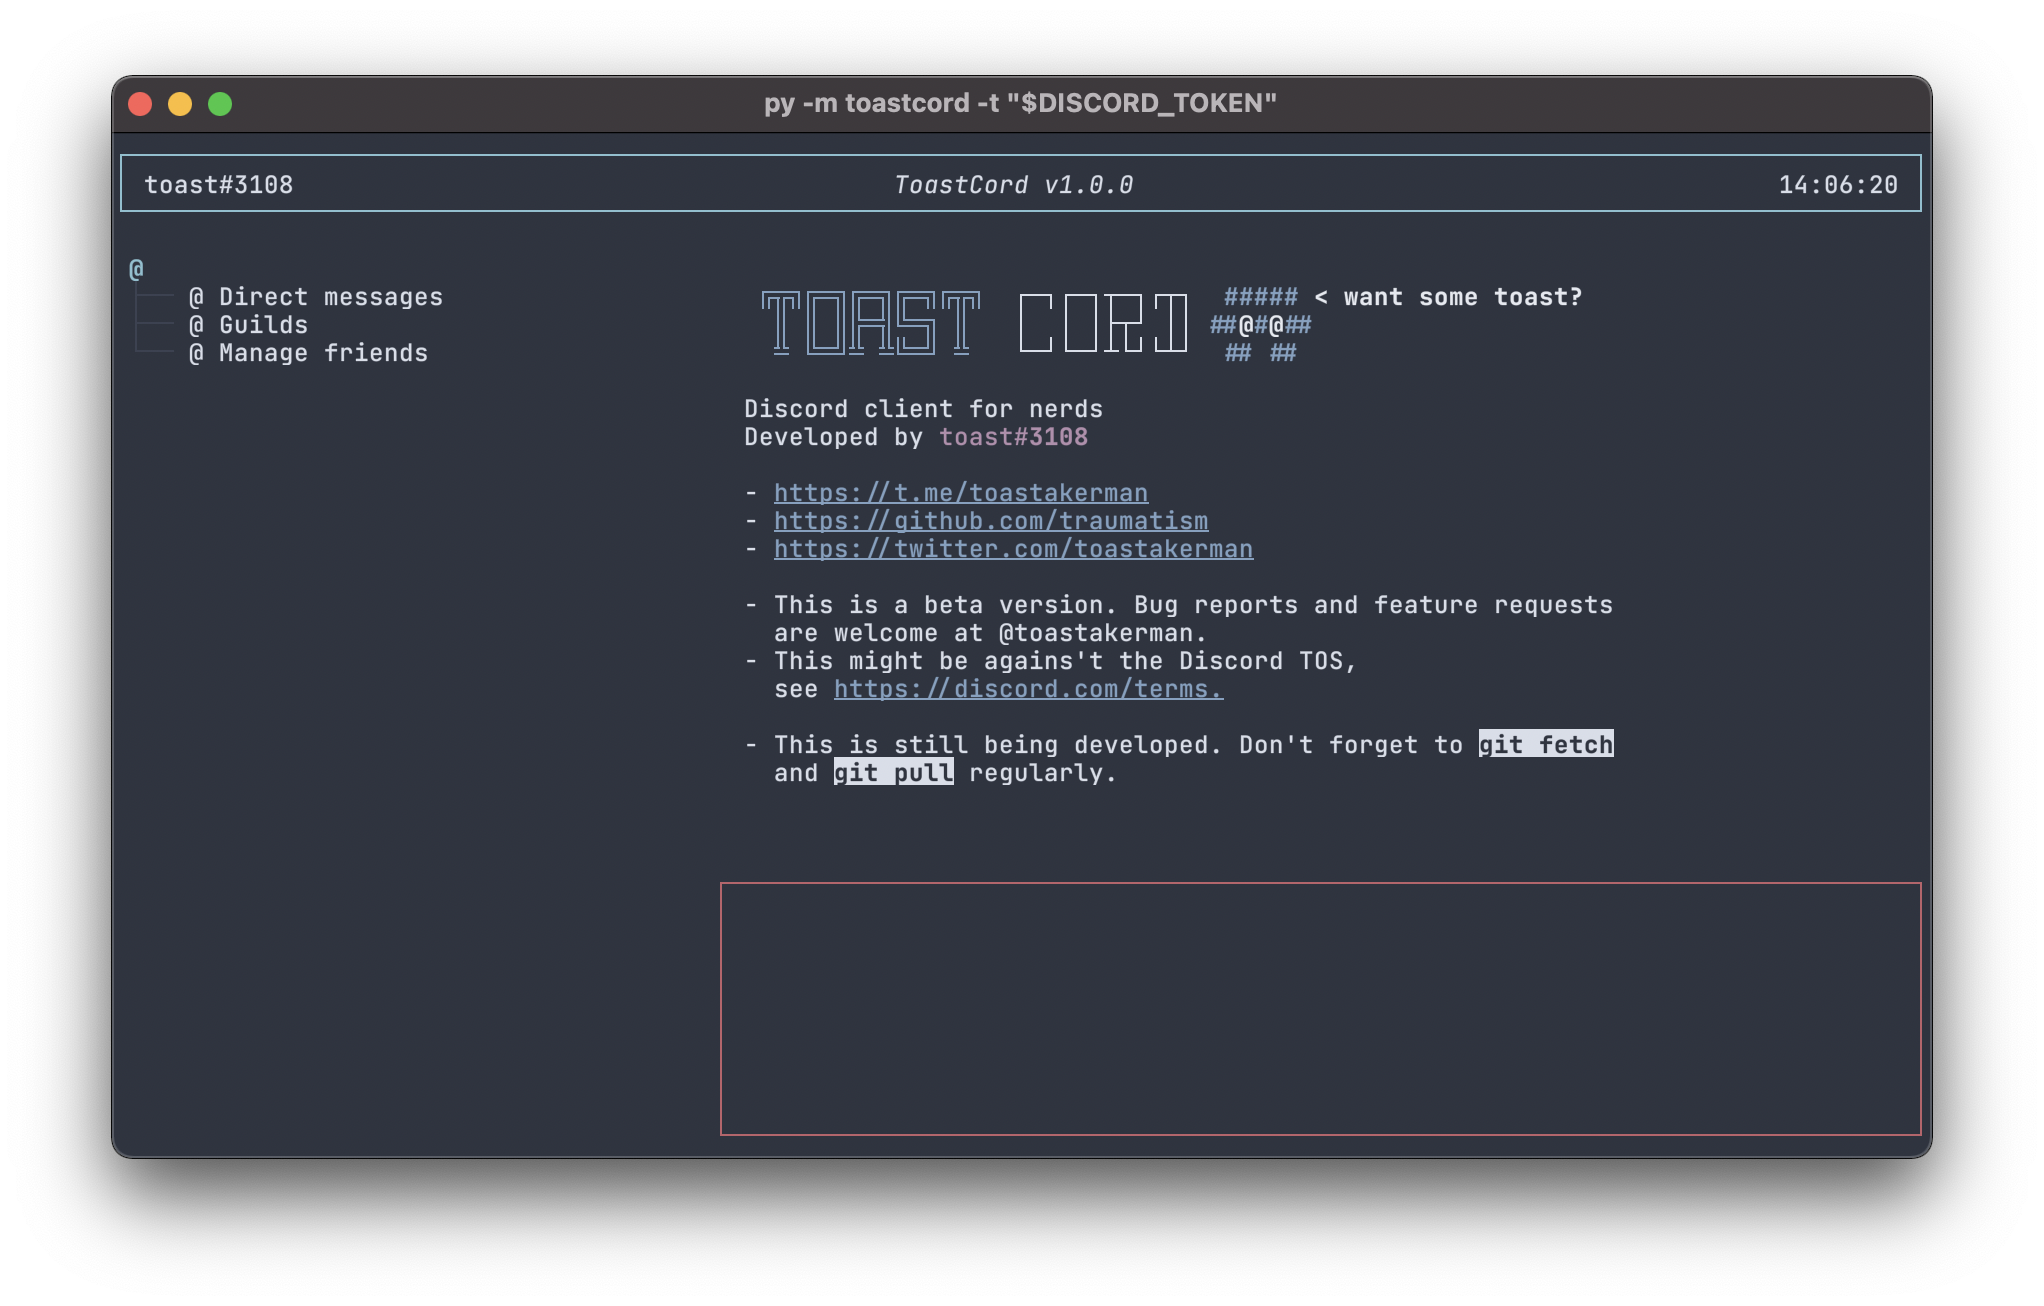 py -m toastcord -t "$DISCORD_TOKEN"
toast#3108 ToastCord v1.0.0 14:06:20
@
@ Direct messages
@ Guilds
@ Manage friends
TOAST CORD
##### < want some toast?
##@#@##
## ##
Discord client for nerds
Developed by toast#3108
- https://t.me/toastakerman
- https://github.com/traumatism
- https://twitter.com/toastakerman
- This is a beta version. Bug reports and feature requests
are welcome at @toastakerman.
- This might be agains't the Discord TOS,
see https://discord.com/terms.
- This is still being developed. Don't forget to git fetch
and git pull regularly.